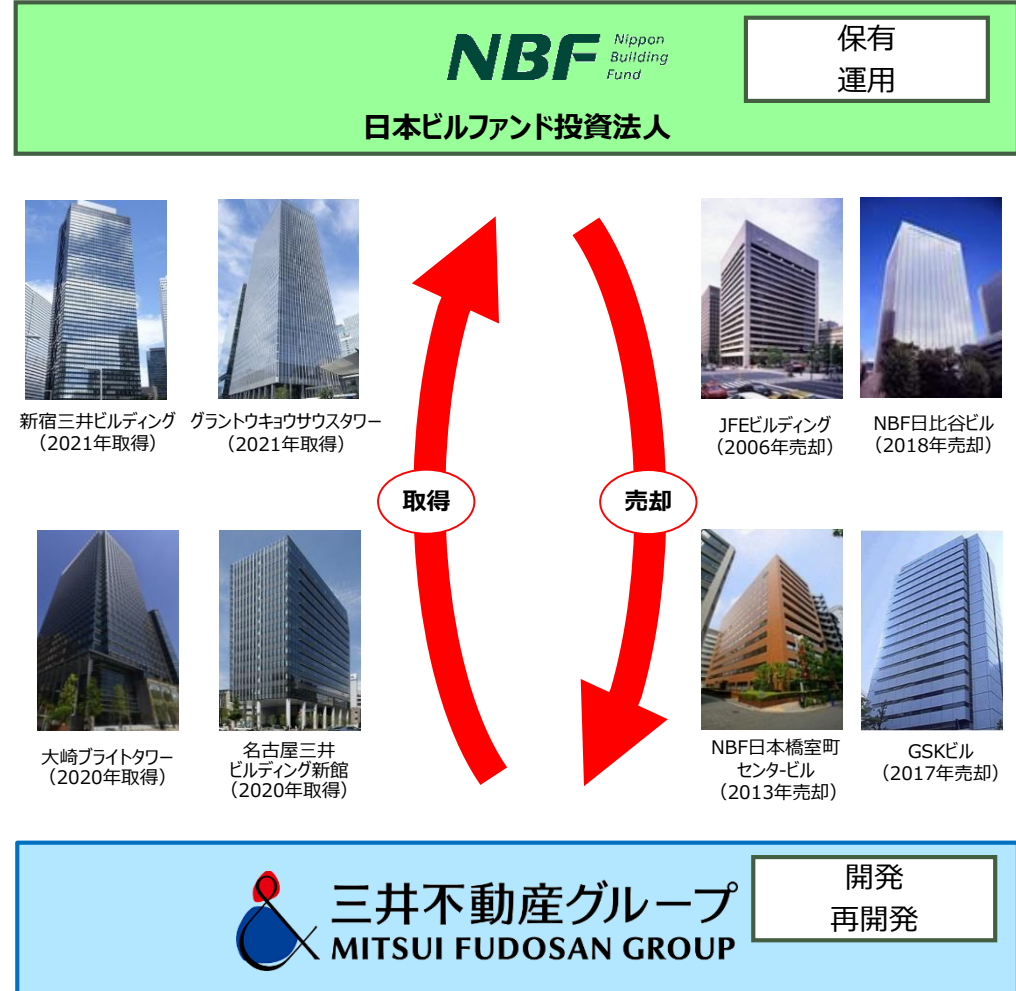 NBF
Nippon
Building
Fund
保有
運用
日本ビルファンド投資法人
新宿三井ビルディング
（2021年取得）
グラントウキョウサウスタワー
（2021年取得）
JFEビルディング
（2006年売却）
NBF日比谷ビル
（2018年売却）
取得
売却
大崎ブライトタワー
（2020年取得）
名古屋三井
ビルディング新館
（2020年取得）
NBF日本橋室町
センタ-ビル
（2013年売却）
GSKビル
（2017年売却）
三井不動産グループ
MITSUI FUDOSAN GROUP
開発
再開発